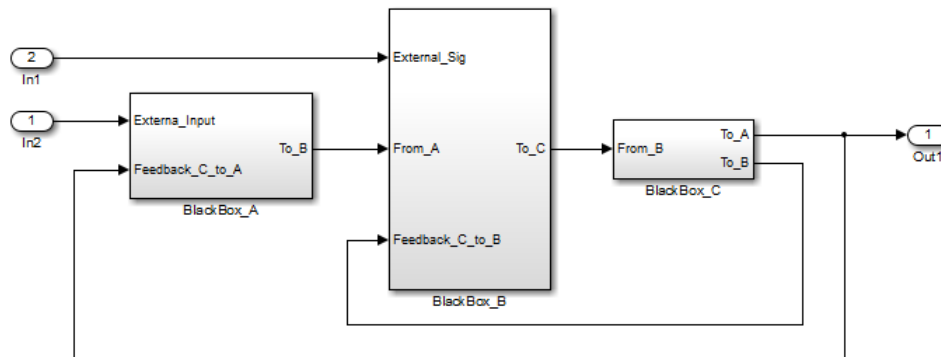 2
In1
External_Sig
1
In2
Externa_Input
Feedback_C_to_A
To_B
BlackBox_A
From_A
To_C
Feedback_C_to_B
BlackBox_B
From_B
To_A
To_B
BlackBox_C
1
Out1